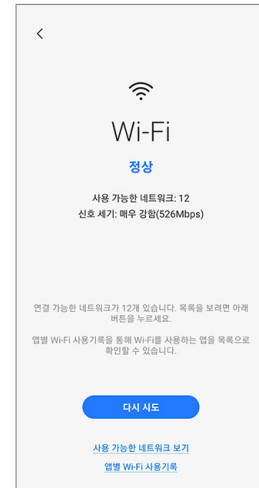 Wi-Fi
정상
사용 가능한 네트워크: 12
신호 세기: 매우 강함(526Mbps)
연결 가능한 네트워크가 12개 있습니다. 목록을 보려면 아래
버튼을 누르세요.
앱별 Wi-Fi 사용기록을 통해 Wi-Fi를 사용하는 앱을 목록으로
확인할 수 있습니다.
다시 시도
사용 가능한 네트워크 보기
앱별 Wi-Fi 사용기록